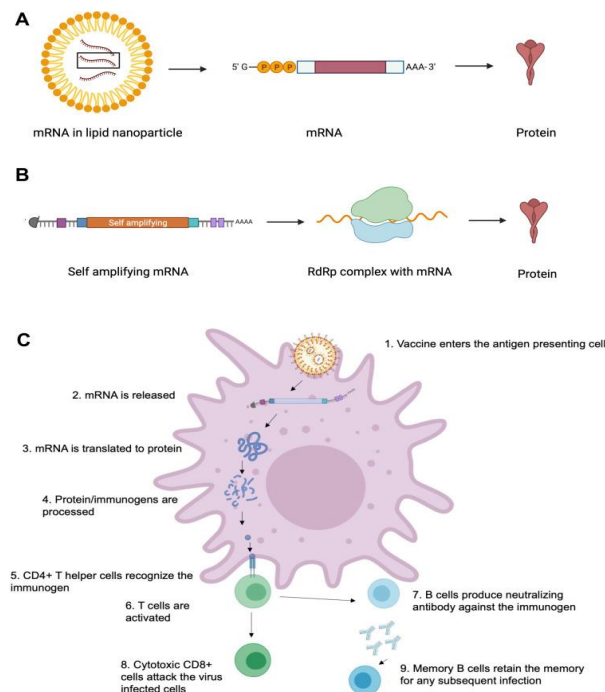 A
5' G
P P P
AAA- 3'
mRNA in lipid nanoparticle
mRNA
Protein
B
Self amplifying
AAAA
Self amplifying mRNA
RdRp complex with mRNA
Protein
C
1. Vaccine enters the antigen presenting cell
2. mRNA is released
3. mRNA is translated to protein
4. Protein/immunogens are
processed
5. CD4+ T helper cells recognize the
immunogen
6. T cells are
activated
7. B cells produce neutralizing
antibody against the immunogen
8. Cytotoxic CD8+
cells attack the virus
infected cells
9. Memory B cells retain the memory
for any subsequent infection